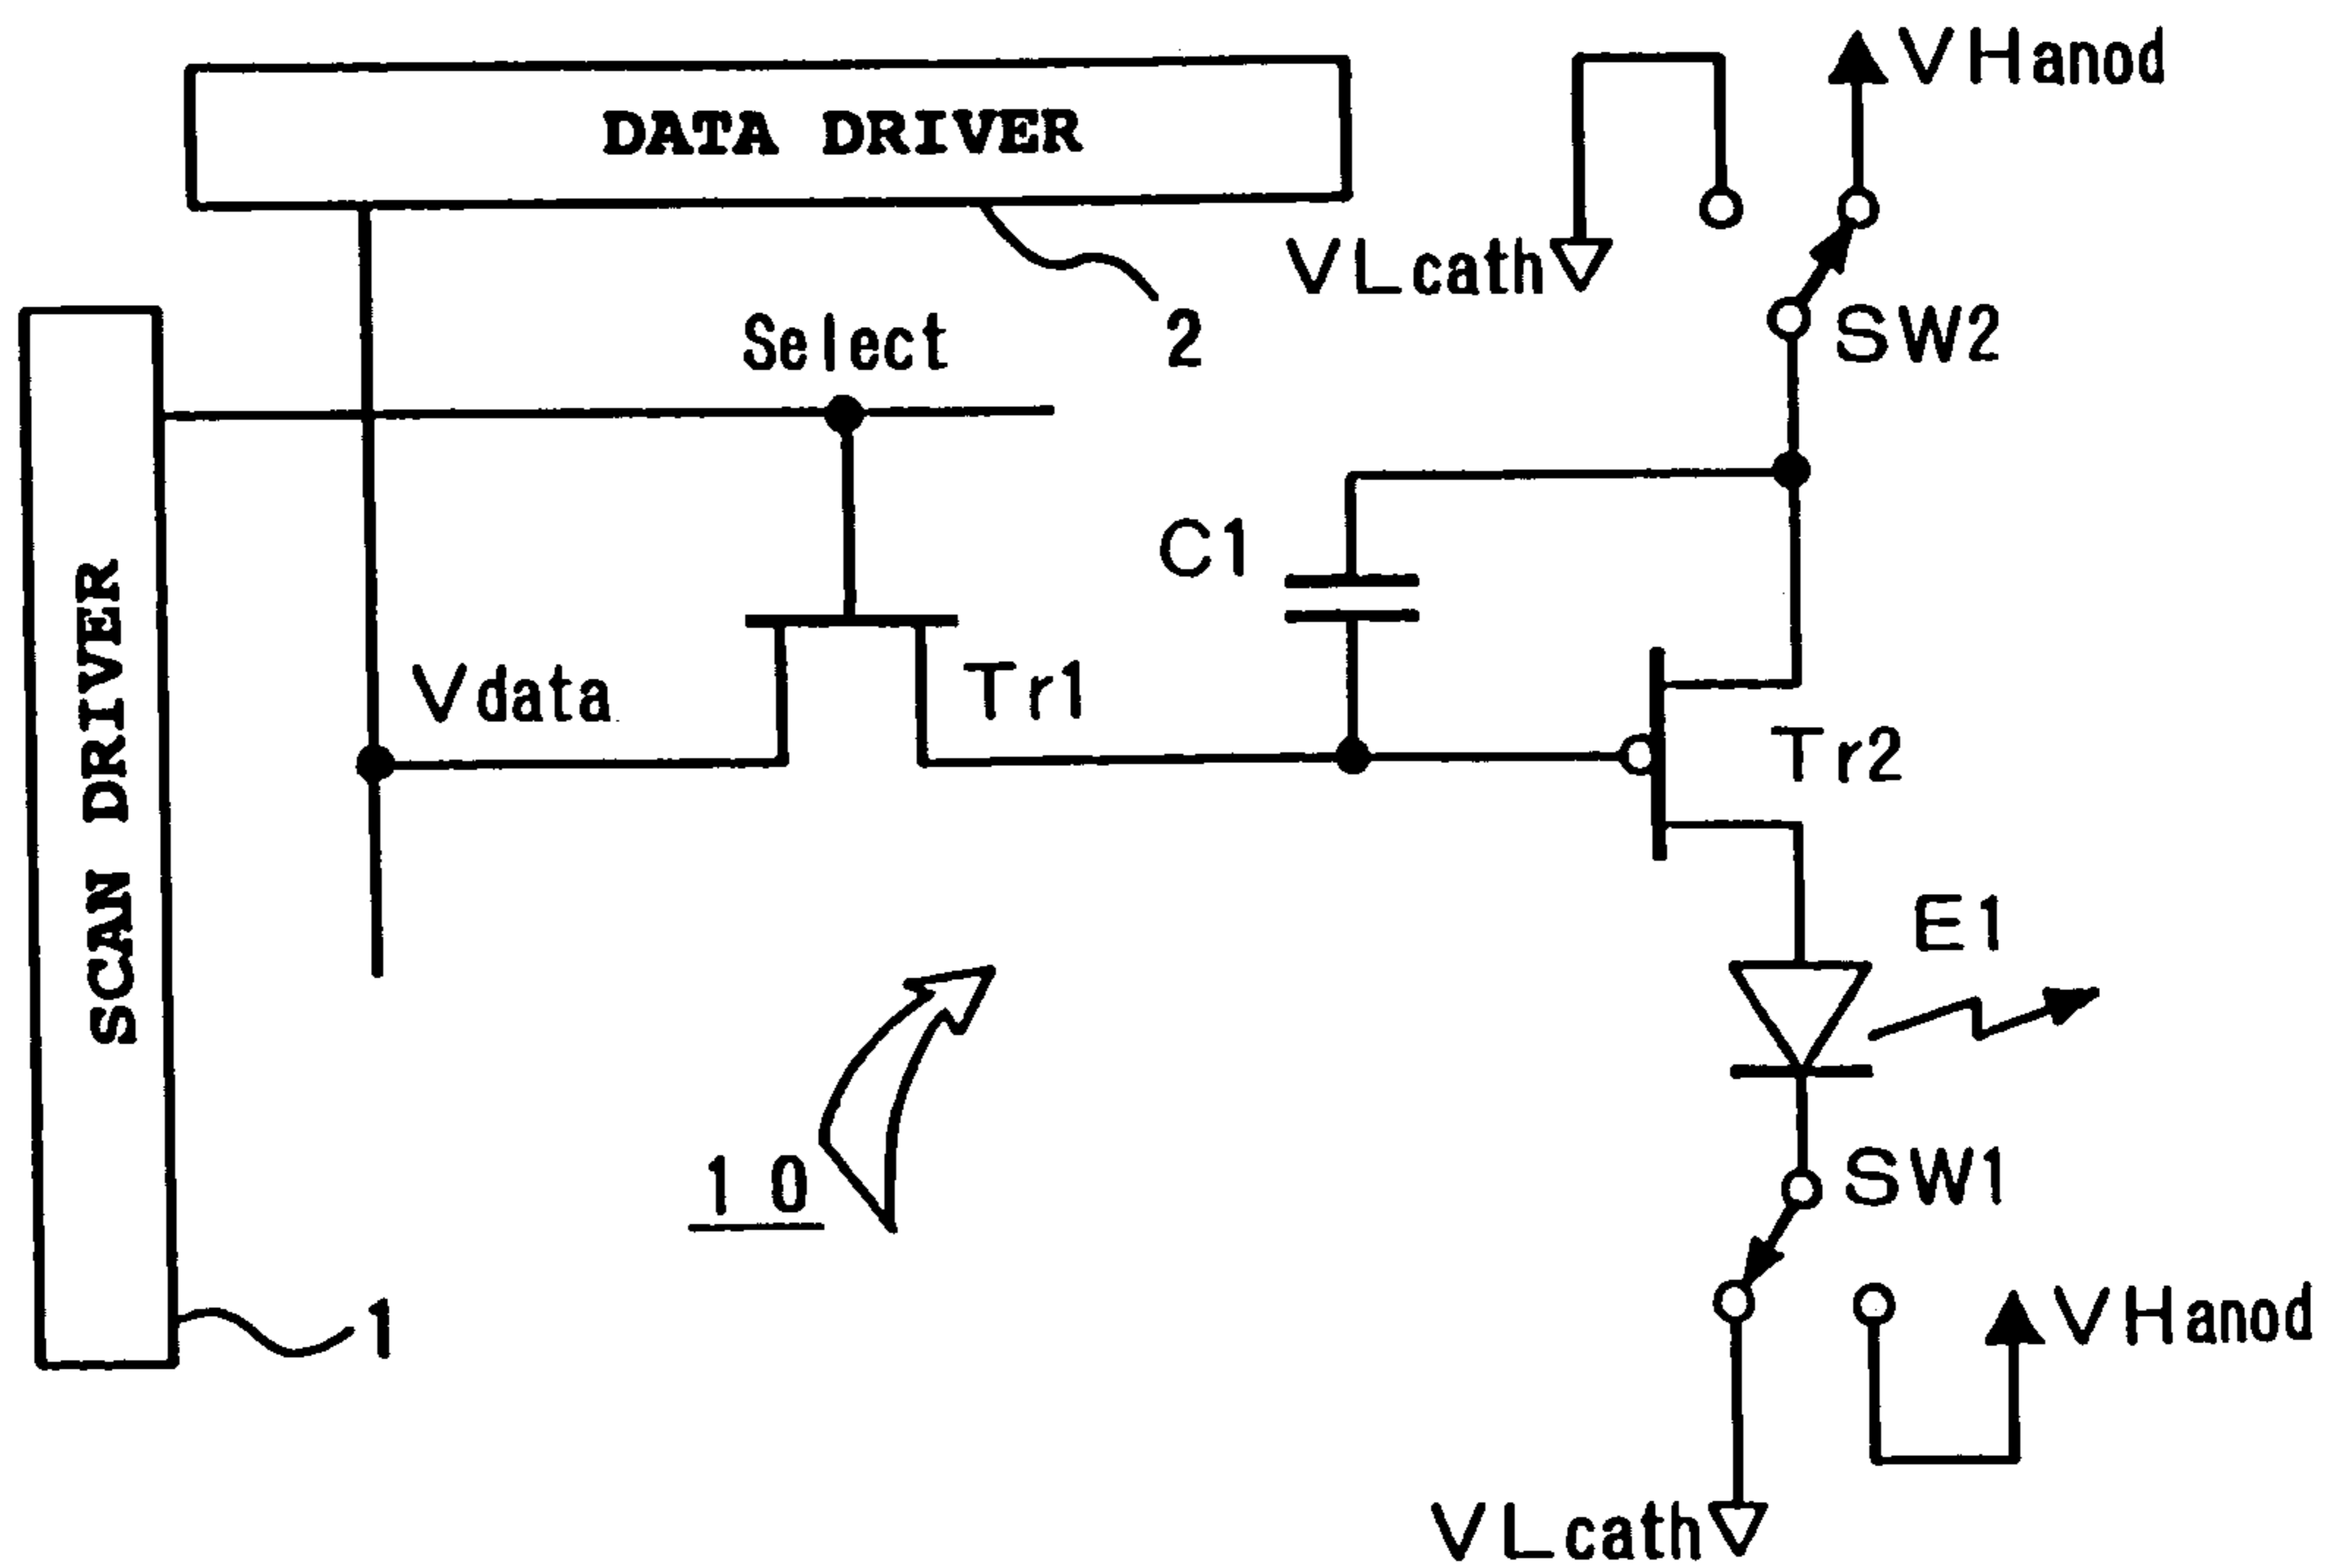 VHanod
DATA DRIVER
VLcath
SW2
Select
2
C1
Vdata
Tr1
Tr2
SCAN DRIVER
E1
10
SW1
1
VHanod
VLcath